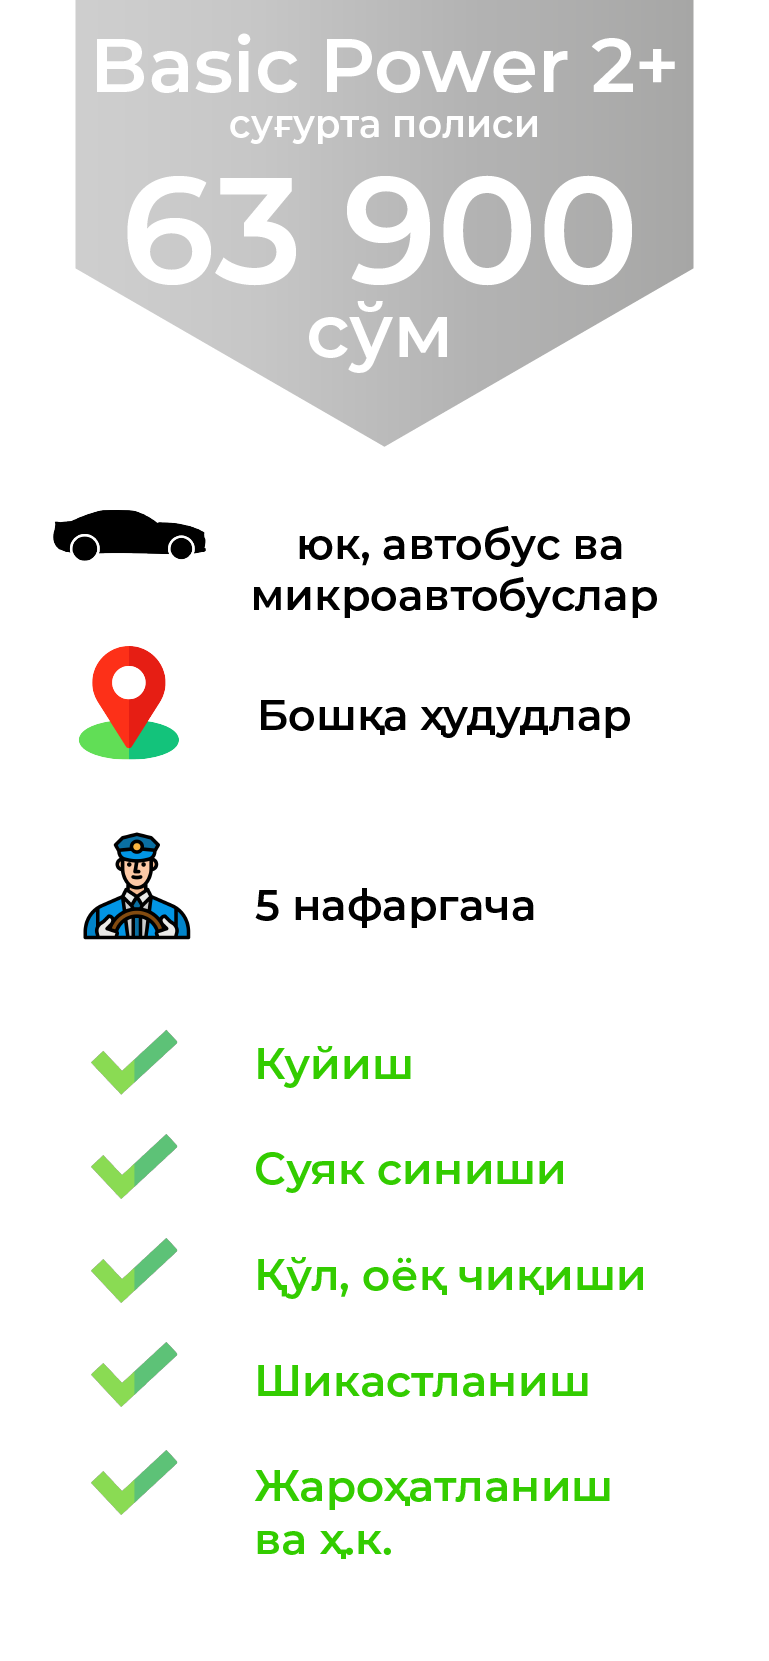 Basic Power 2+
суғурта полиси
63 900
сўм
юк, автобус ва
микроавтобуслар
Бошқа ҳудудлар
5 нафаргача
Куйиш
Суяк синиши
Қўл, оёқ чиқиши
Шикастланиш
Жароҳатланиш
ва ҳ.к.